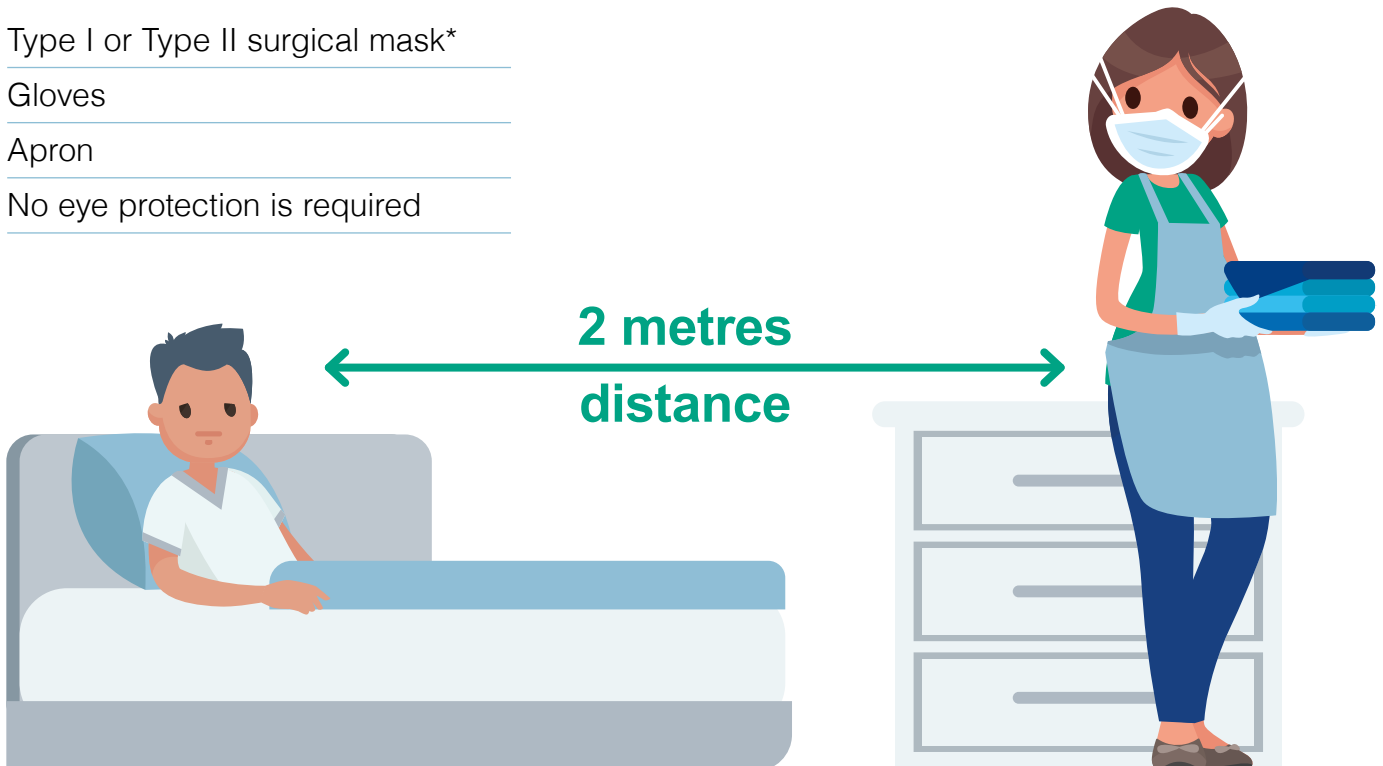 Type I or Type II surgical mask*
Gloves
Apron
No eye protection is required
2 metres
distance